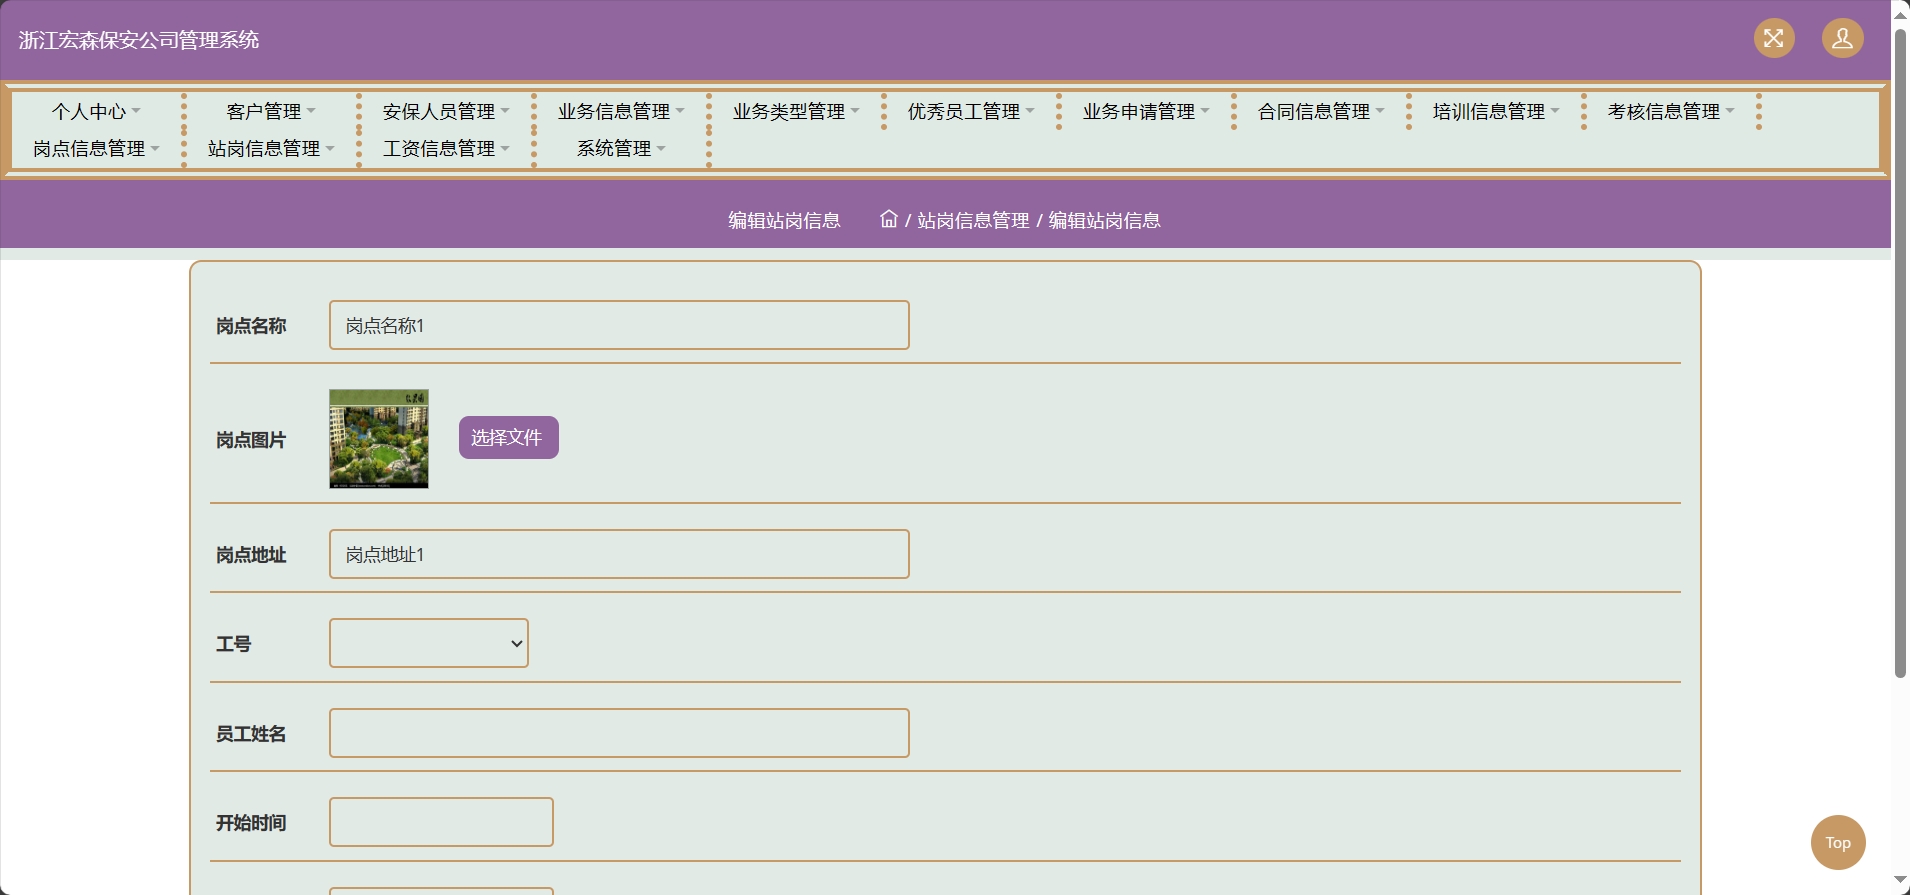 浙江宏森保安公司管理系统
个人中心 客户管理 安保人员管理 业务信息管理 业务类型管理 优秀员工管理 业务申请管理 合同信息管理 培训信息管理 考核信息管理
岗点信息管理 站岗信息管理 工资信息管理 系统管理
编辑站岗信息 / 站岗信息管理 / 编辑站岗信息
岗点名称 岗点名称1
岗点图片 选择文件
岗点地址 岗点地址1
工号
员工姓名
开始时间
Top